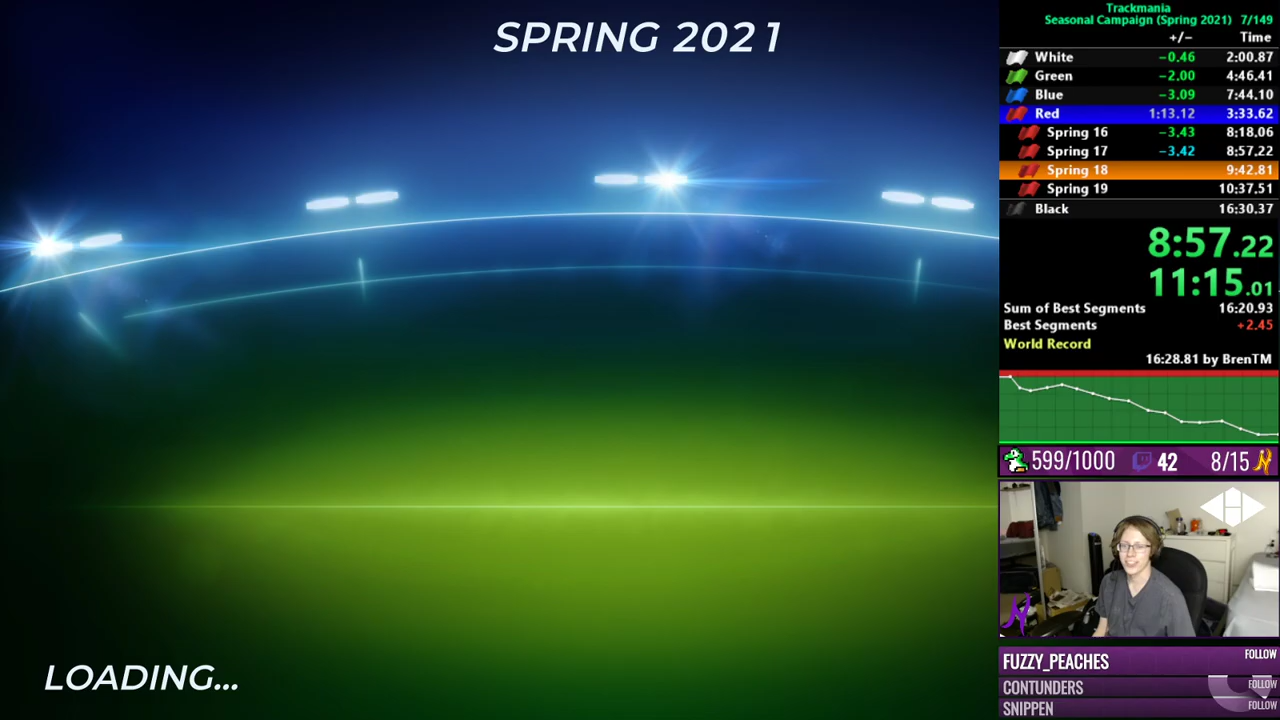 SPRING 2021
LOADING...
Trackmania
Seasonal Campaign (Spring 2021) 7/149
+/− Time
White −0.46 2:00.87
Green −2.00 4:46.41
Blue −3.09 7:44.10
Red 1:13.12 3:33.62
Spring 16 −3.43 8:18.06
Spring 17 −3.42 8:57.22
Spring 18 9:42.81
Spring 19 10:37.51
Black 16:30.37
8:57.22
11:15.01
Sum of Best Segments 16:20.93
Best Segments +2.45
World Record
16:28.81 by BrenTM
599/1000 42 8/15
FUZZY_PEACHES FOLLOW
CONTUNDERS FOLLOW
SNIPPEN FOLLOW